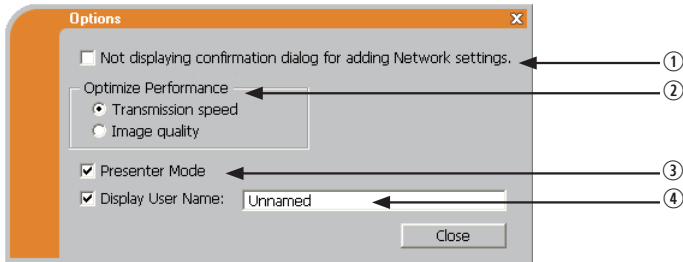 Options
Not displaying confirmation dialog for adding Network settings.
①
Optimize Performance
②
Transmission speed
Image quality
Presenter Mode
③
Display User Name: Unnamed
④
Close